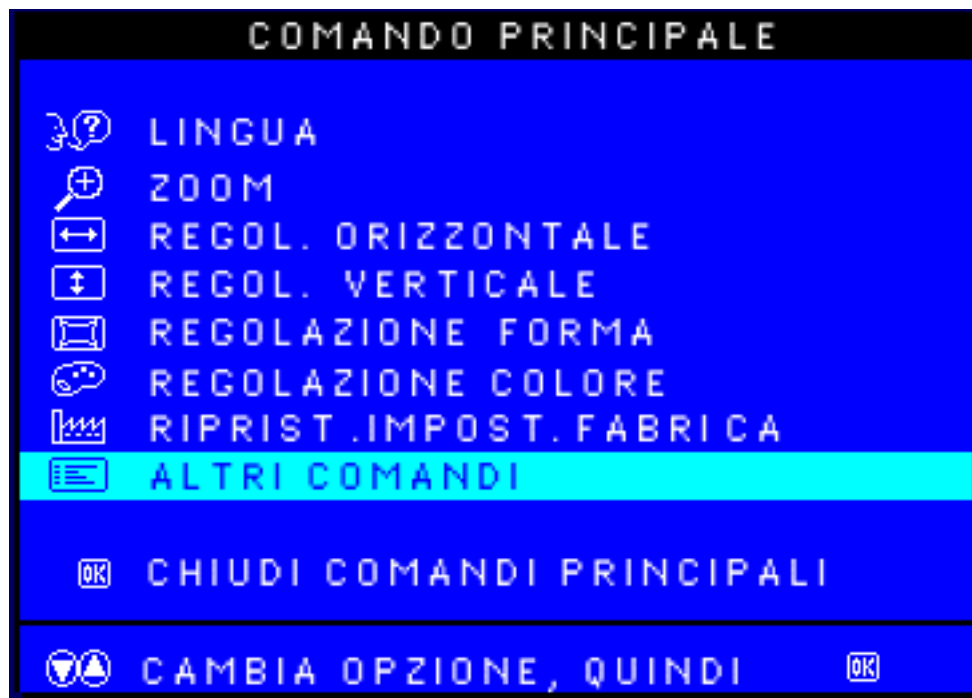 COMANDO PRINCIPALE
LINGUA
ZOOM
REGOL. ORIZZONTALE
REGOL. VERTICALE
REGOLAZIONE FORMA
REGOLAZIONE COLORE
RIPRIST.IMPOST.FABRICA
ALTRI COMANDI
OK CHIUDI COMANDI PRINCIPALI
CAMBIA OPZIONE, QUINDI OK